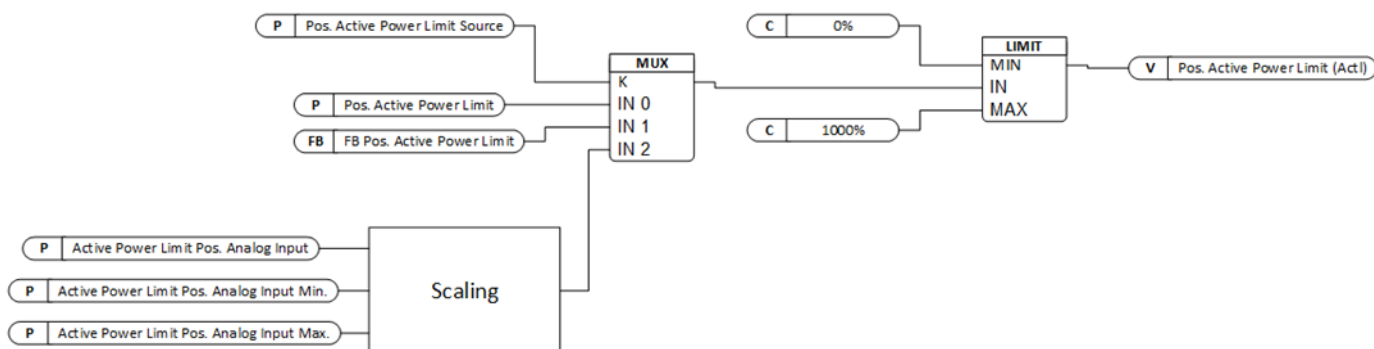 P Pos. Active Power Limit Source
C 0%
LIMIT
MUX
MIN
V Pos. Active Power Limit (Actl)
K
IN
P Pos. Active Power Limit
IN 0
MAX
FB FB Pos. Active Power Limit
IN 1
C 1000%
IN 2
P Active Power Limit Pos. Analog Input
P Active Power Limit Pos. Analog Input Min.
Scaling
P Active Power Limit Pos. Analog Input Max.